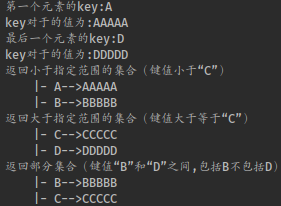 第一个元素的key:A
key对于的值为:AAAAA
最后一个元素的key:D
key对于的值为:DDDDD
返回小于指定范围的集合（键值小于“C”）
|- A-->AAAAA
|- B-->BBBBB
返回大于指定范围的集合（键值大于等于“C”）
|- C-->CCCCC
|- D-->DDDDD
返回部分集合（键值“B”和“D”之间,包括B不包括D）
|- B-->BBBBB
|- C-->CCCCC